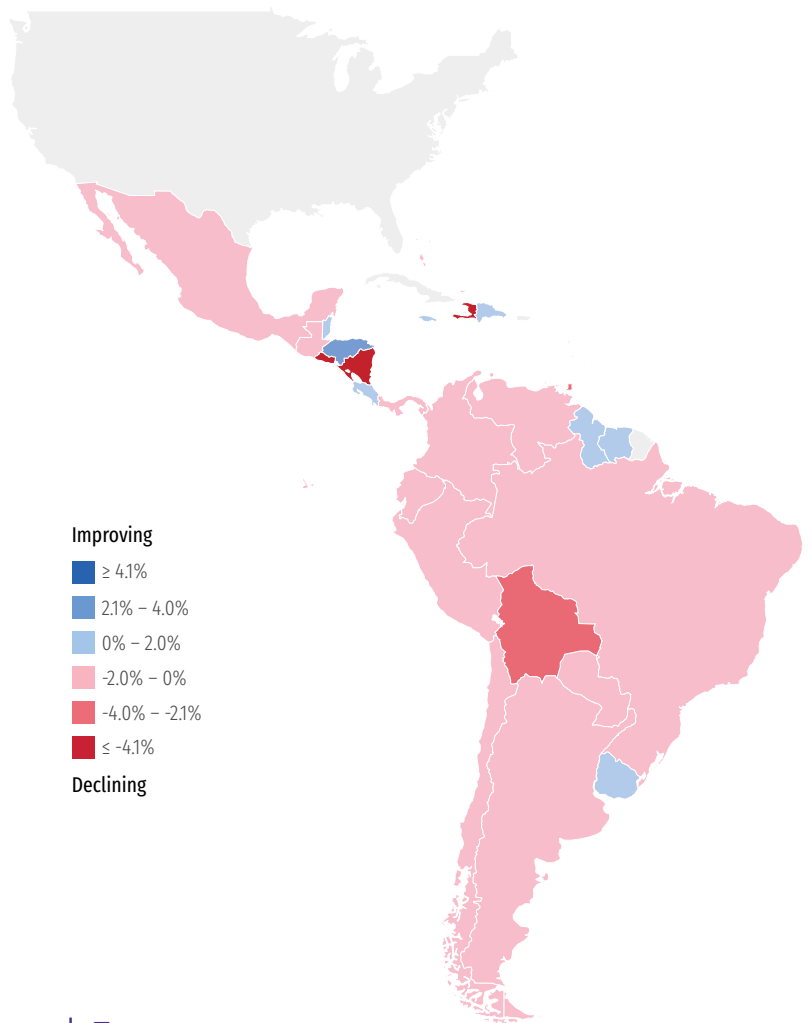 Improving
≥ 4.1%
2.1% – 4.0%
0% – 2.0%
-2.0% – 0%
-4.0% – -2.1%
≤ -4.1%
Declining